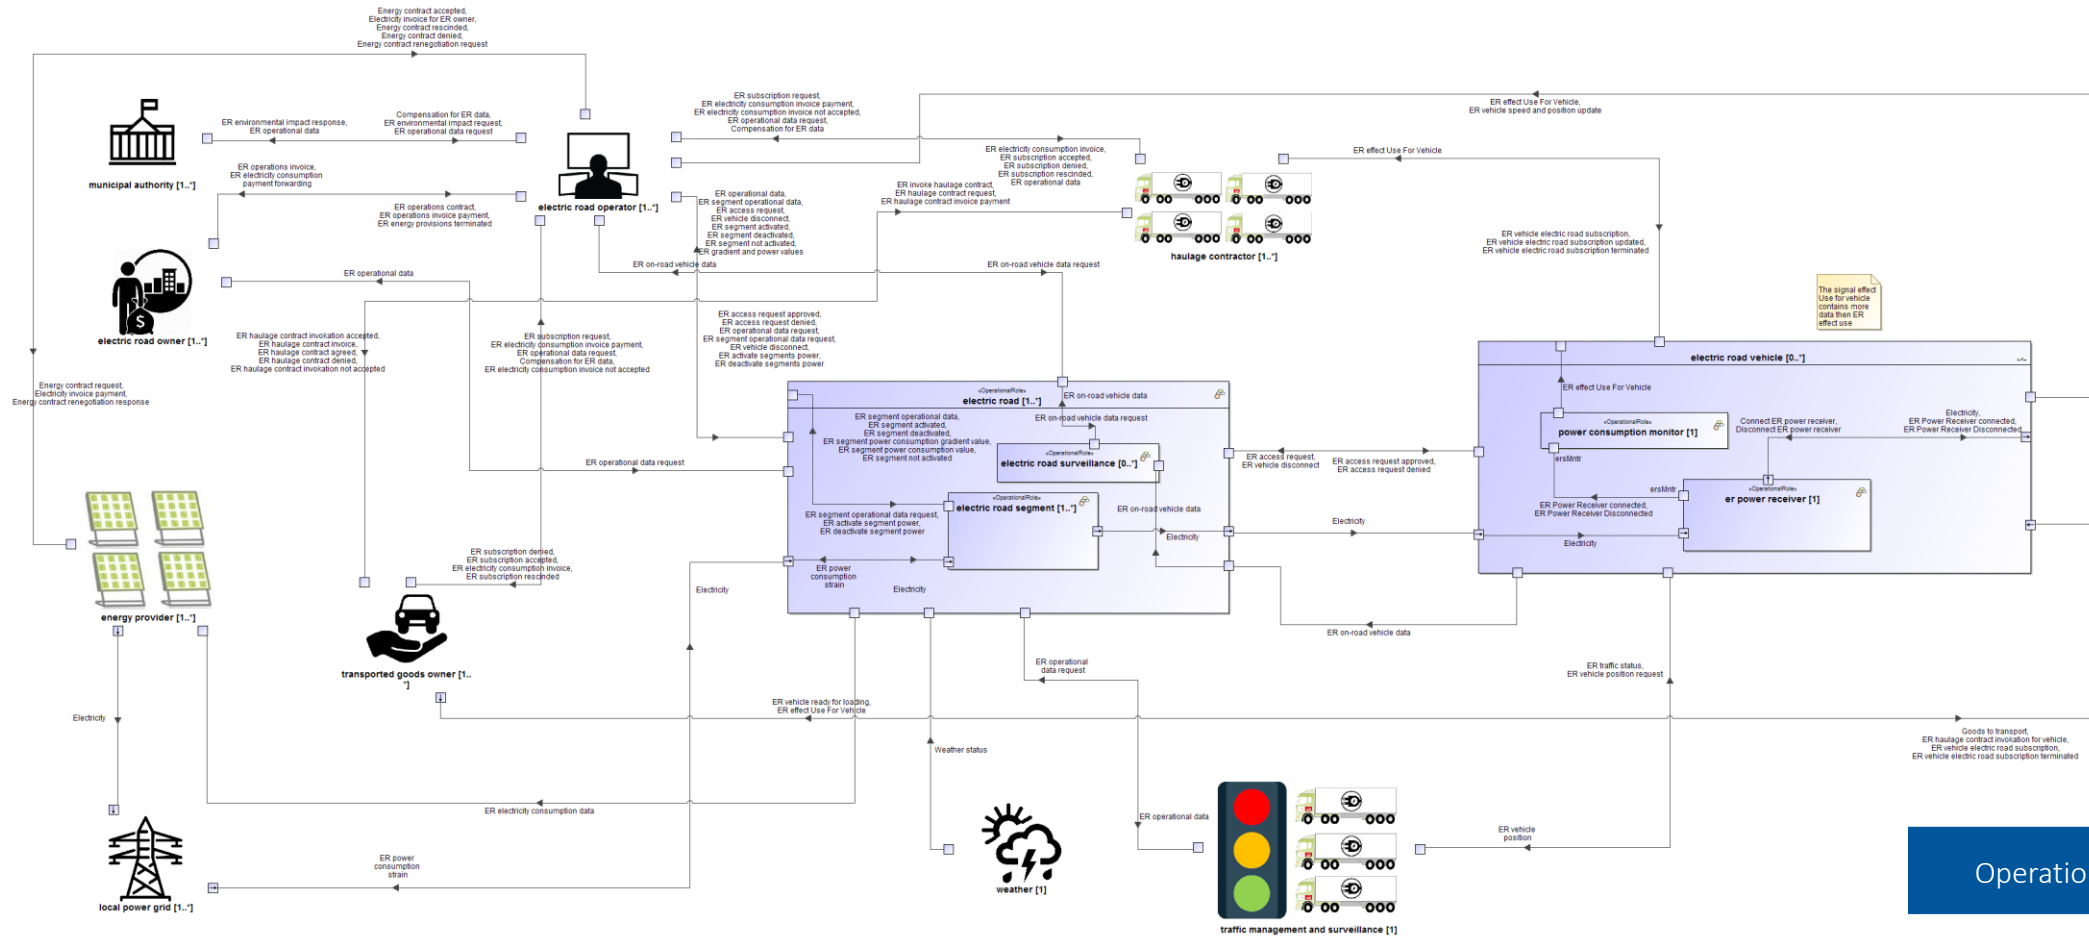 Energy contract accepted,
Electricity invoice for ER owner,
Energy contract rescinded,
Energy contract denied,
Energy contract renegotiation request
municipal authority [1..*]
ER environmental impact response,
ER operational data
Compensation for ER data,
ER environmental impact request,
ER operational data request
electric road operator [1..*]
ER operations invoice,
ER electricity consumption
payment forwarding
ER operations contract,
ER operations invoice payment,
ER energy provisions terminated
electric road owner [1..*]
ER operational data
ER subscription request,
ER electricity consumption invoice payment,
ER electricity consumption invoice not accepted,
ER operational data request,
Compensation for ER data
ER electricity consumption invoice,
ER subscription accepted,
ER subscription denied,
ER subscription rescinded,
ER operational data
ER effect Use For Vehicle,
ER vehicle speed and position update
ER effect Use For Vehicle
haulage contractor [1..*]
ER invoke haulage contract,
ER haulage contract request,
ER haulage contract invoice payment
ER operational data,
ER segment operational data,
ER access request,
ER vehicle disconnect,
ER segment activated,
ER segment deactivated,
ER segment not activated,
ER gradient and power values
ER on-road vehicle data
ER on-road vehicle data request
ER vehicle electric road subscription,
ER vehicle electric road subscription updated,
ER vehicle electric road subscription terminated
The signal effect
Use for vehicle
contains more
data then ER
effect use
ER haulage contract invokation accepted,
ER haulage contract invoice,
ER haulage contract agreed,
ER haulage contract denied,
ER haulage contract invokation not accepted
ER subscription request,
ER electricity consumption invoice payment,
ER operational data request,
Compensation for ER data,
ER electricity consumption invoice not accepted
ER access request approved,
ER access request denied,
ER operational data request,
ER segment operational data request,
ER vehicle disconnect,
ER activate segments power,
ER deactivate segments power
Energy contract request,
Electricity invoice payment,
Energy contract renegotiation response
«OperationalRole»
electric road [1..*]
ER on-road vehicle data
ER on-road vehicle data request
ER segment operational data,
ER segment activated,
ER segment deactivated,
ER segment power consumption gradient value,
ER segment power consumption value,
ER segment not activated
«OperationalRole»
electric road surveillance [0..*]
«OperationalRole»
electric road segment [1..*]
ER segment operational data request,
ER activate segment power,
ER deactivate segment power
ER on-road vehicle data
Electricity
ER power
consumption
strain
Electricity
ER operational data request
ER access request,
ER vehicle disconnect
ER access request approved,
ER access request denied
Electricity
electric road vehicle [0..*]
ER effect Use For Vehicle
«OperationalRole»
power consumption monitor [1]
ersMntr
Connect ER power receiver,
Disconnect ER power receiver
Electricity,
ER Power Receiver connected,
ER Power Receiver Disconnected
«OperationalRole»
er power receiver [1]
ersMntr
ER Power Receiver connected,
ER Power Receiver Disconnected
Electricity
energy provider [1..*]
ER subscription denied,
ER subscription accepted,
ER electricity consumption invoice,
ER subscription rescinded
transported goods owner [1..
*]
Electricity
ER on-road vehicle data
ER operational
data request
ER traffic status,
ER vehicle position request
ER vehicle ready for loading,
ER effect Use For Vehicle
Goods to transport,
ER haulage contract invokation for vehicle,
ER vehicle electric road subscription,
ER vehicle electric road subscription terminated
Electricity
Weather status
ER electricity consumption data
ER operational data
ER vehicle
position
ER power
consumption
strain
local power grid [1..*]
weather [1]
traffic management and surveillance [1]
Operatio